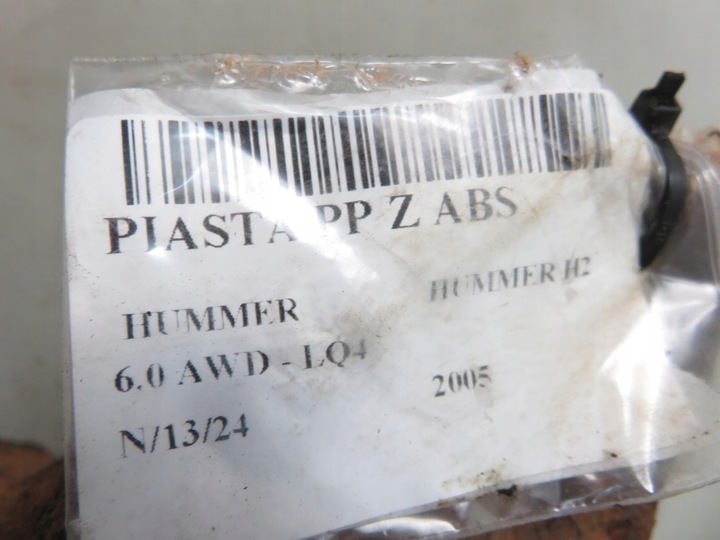 PIASTA PP Z ABS
HUMMER HUMMER H2
6.0 AWD - LQ4
2005
N/13/24